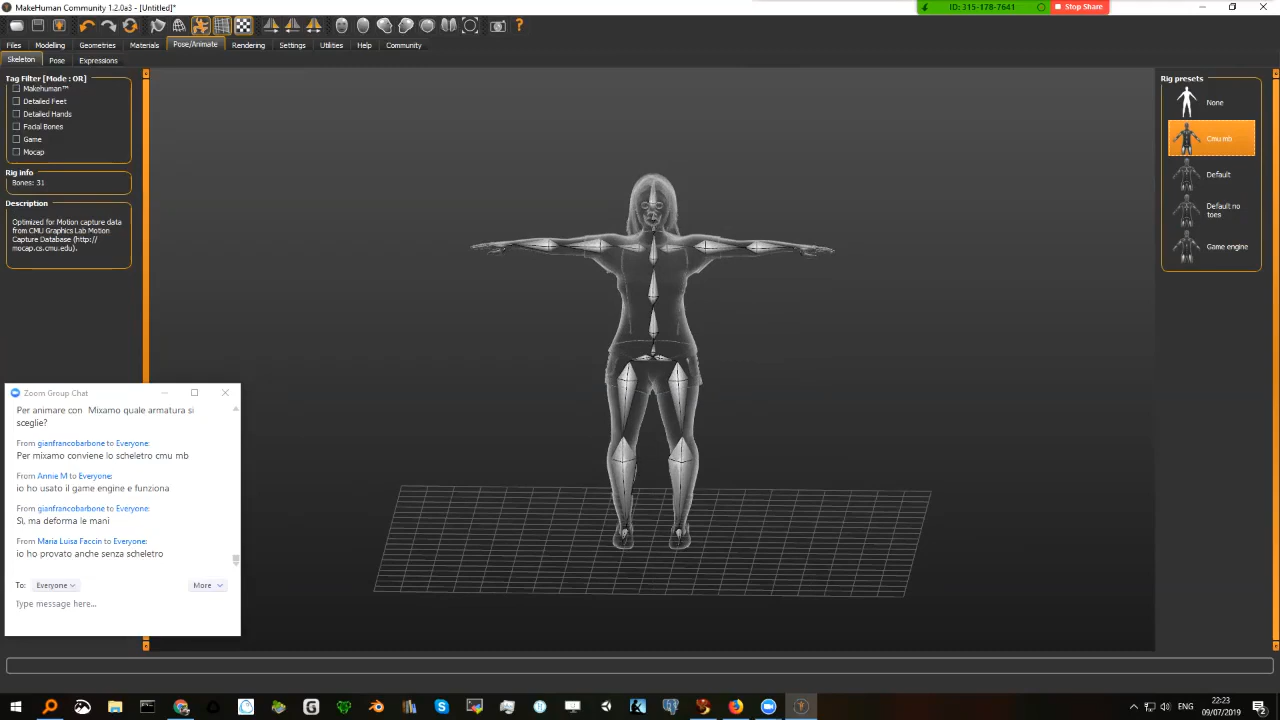 MakeHuman Community 1.2.0a3 - [Untitled]*
ID: 315-178-7641
Stop Share
Files
Modeling
Geometries
Materials
Pose/Animate
Rendering
Settings
Utilities
Help
Community
Skeleton
Pose
Expressions
Tag Filter [Mode : OR]
Makehuman™
Detailed Feet
Detailed Hands
Facial Bones
Game
Mocap
Rig info
Bones: 31
Description
Optimized for Motion capture data
from CMU Graphics Lab Motion
Capture Database (http://
mocap.cs.cmu.edu).
Rig presets
None
Cmu mb
Default
Default no
toes
Game engine
Zoom Group Chat
Per animare con Mixamo quale armatura si
sceglie?
From gianfrancobarbone to Everyone:
Per mixamo conviene lo scheletro cmu mb
From Annie M to Everyone:
io ho usato il game engine e funziona
From gianfrancobarbone to Everyone:
Sì, ma deforma le mani
From Maria Luisa Faccin to Everyone:
io ho provato anche senza scheletro
To: Everyone
More
Type message here...
ENG
22:23
09/07/2019